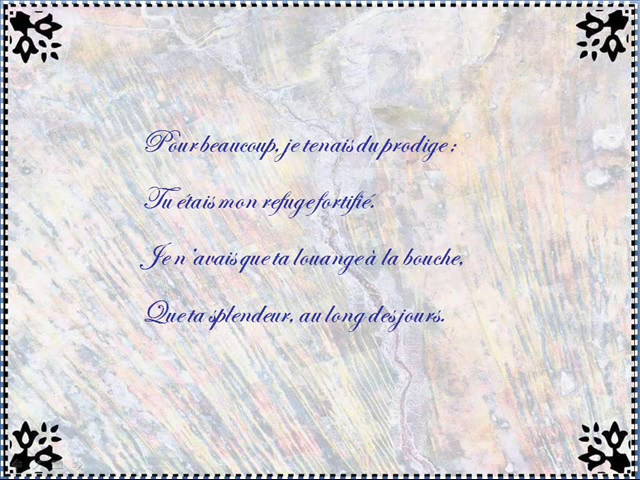 Pour beaucoup, je tenais du prodige ;
Tu étais mon refuge fortifié.
Je n'avais que ta louange à la bouche,
Que ta splendeur, au long des jours.